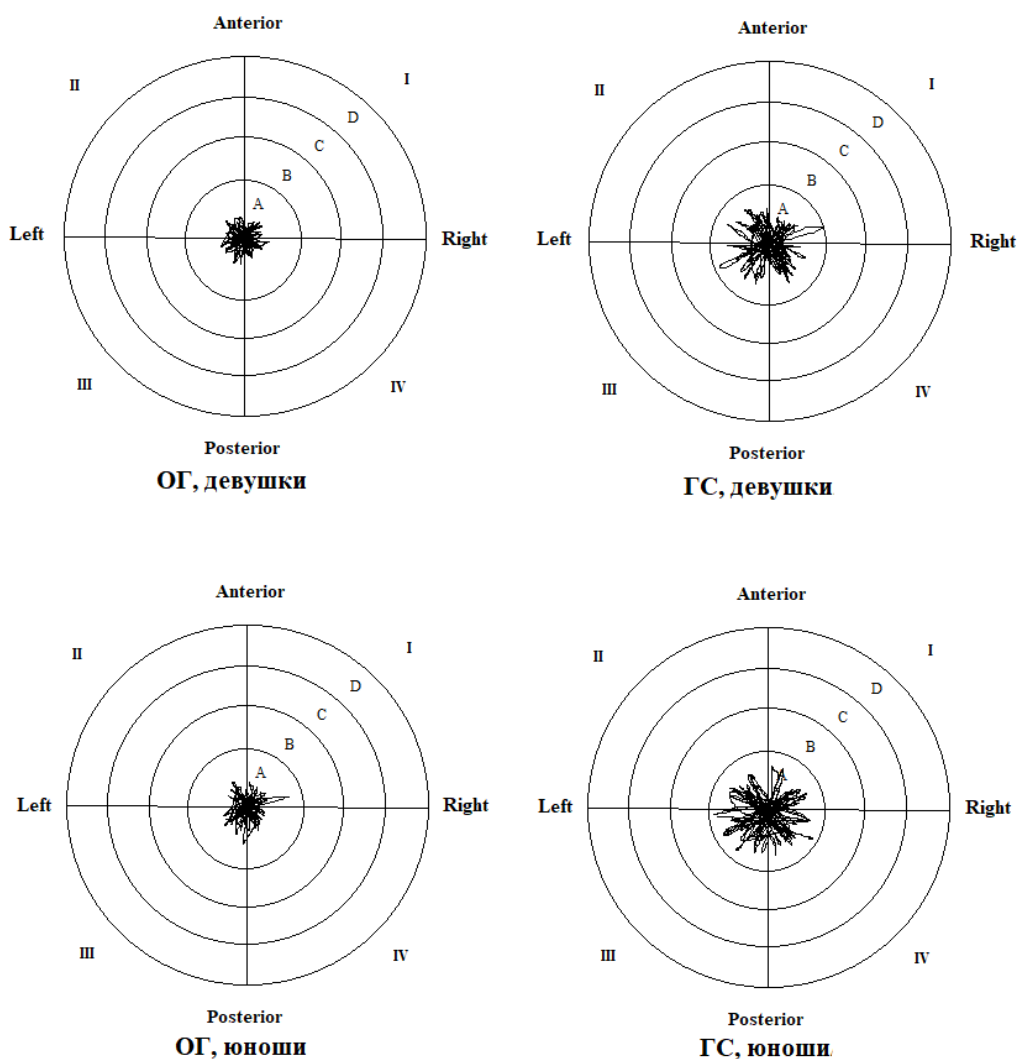 Anterior
II
I
D
C
B
A
Left
Right
III
IV
Posterior
ОГ, девушки
Anterior
II
I
D
C
B
A
Left
Right
III
IV
Posterior
ГС, девушки
Anterior
II
I
D
C
B
A
Left
Right
III
IV
Posterior
ОГ, юноши
Anterior
II
I
D
C
B
A
Left
Right
III
IV
Posterior
ГС, юноши